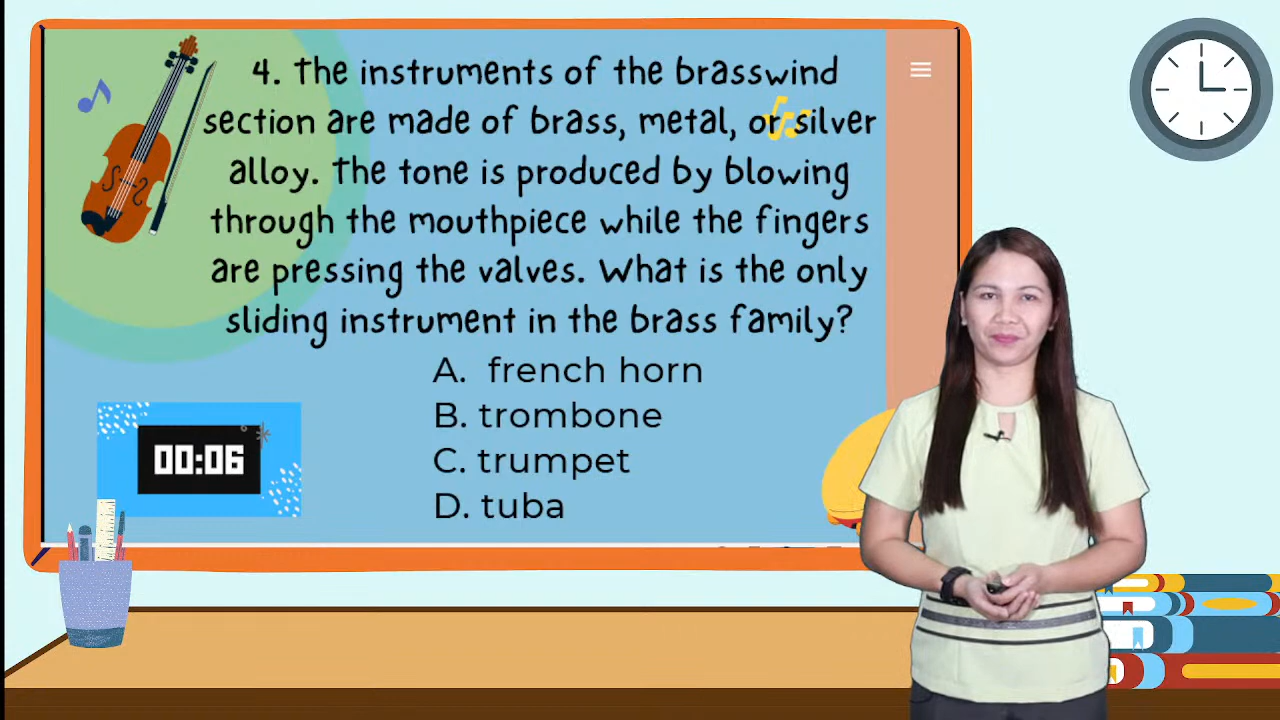 4. The instruments of the brasswind
section are made of brass, metal, or silver
alloy. The tone is produced by blowing
through the mouthpiece while the fingers
are pressing the valves. What is the only
sliding instrument in the brass family?
A. french horn
B. trombone
C. trumpet
D. tuba
00:06